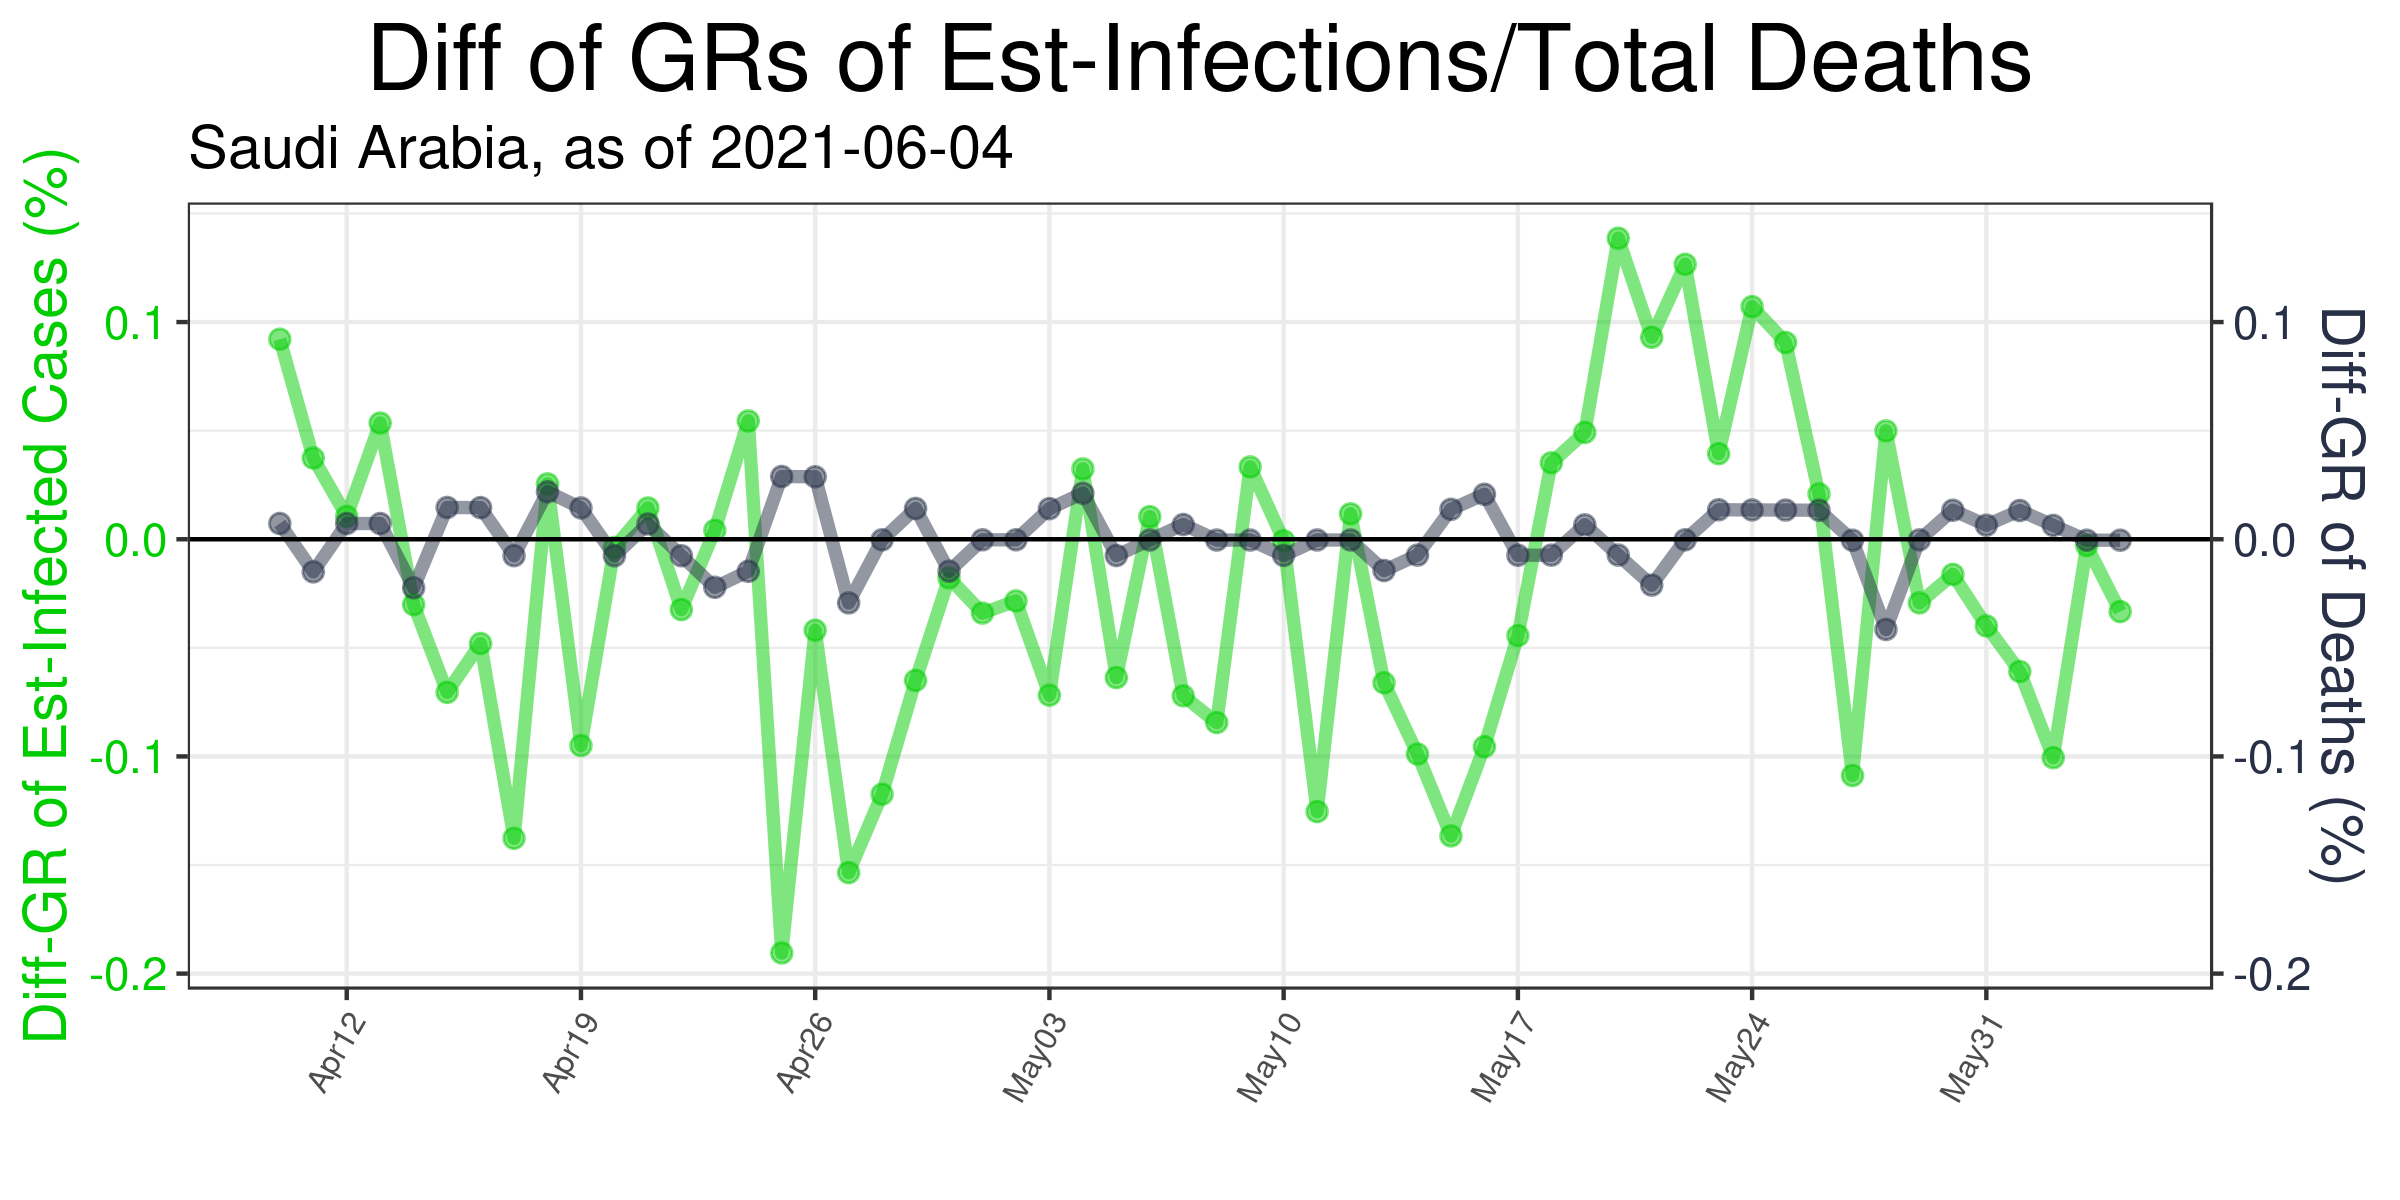 Diff of GRs of Est-Infections/Total Deaths
Saudi Arabia, as of 2021-06-04
Diff-GR of Est-Infected Cases (%)
0.1
0.0
-0.1
-0.2
0.1
0.0
-0.1
-0.2
Diff-GR of Deaths (%)
Apr12
Apr19
Apr26
May03
May10
May17
May24
May31